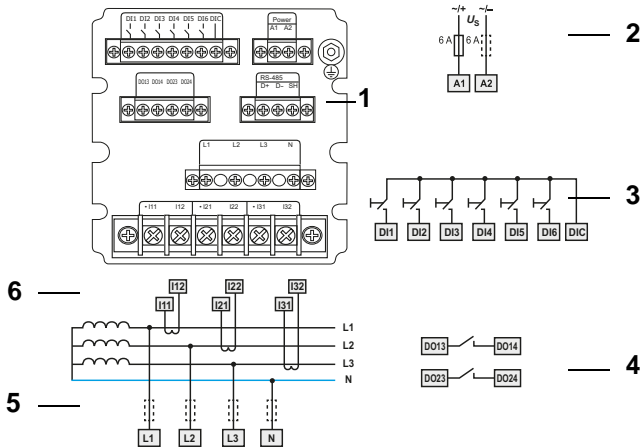 DI1 DI2 DI3 DI4 DI5 DI6 DIC
Power
A1 A2
DO13 DO14 DO23 DO24
RS-485
D+ D− SH
1
L1 L2 L3 N
•I11 I12 •I21 I22 •I31 I32
~/+ ~/−
Us
6 A 6 A
A1 A2
2
3
DI1 DI2 DI3 DI4 DI5 DI6 DIC
6
I12 I22 I32
I11 I21 I31
L1
L2
L3
N
DO13 DO14
4
DO23 DO24
5
L1 L2 L3 N